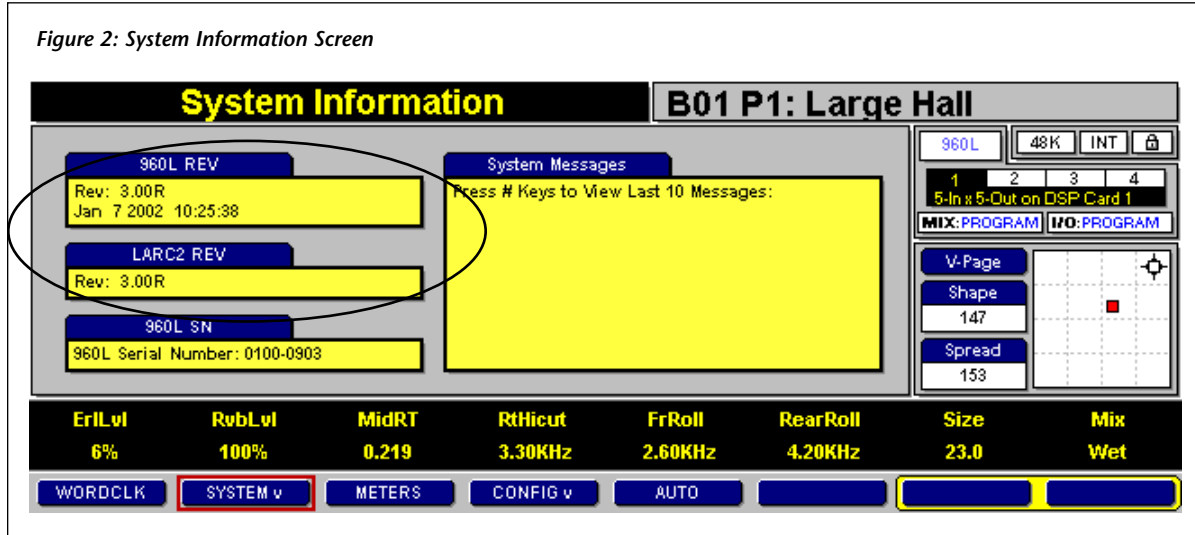 Figure 2: System Information Screen
System Information
B01 P1: Large Hall
960L REV
Rev: 3.00R
Jan 7 2002 10:25:38
LARC2 REV
Rev: 3.00R
960L SN
960L Serial Number: 0100-0903
System Messages
Press # Keys to View Last 10 Messages:
960L
48K INT
1 2 3 4
5-In x 5-Out on DSP Card 1
MIX:PROGRAM I/O:PROGRAM
V-Page
Shape
147
Spread
153
ErlLvl RvbLvl MidRT RtHicut FrRoll RearRoll Size Mix
6% 100% 0.219 3.30KHz 2.60KHz 4.20KHz 23.0 Wet
WORDCLK SYSTEM v METERS CONFIG v AUTO